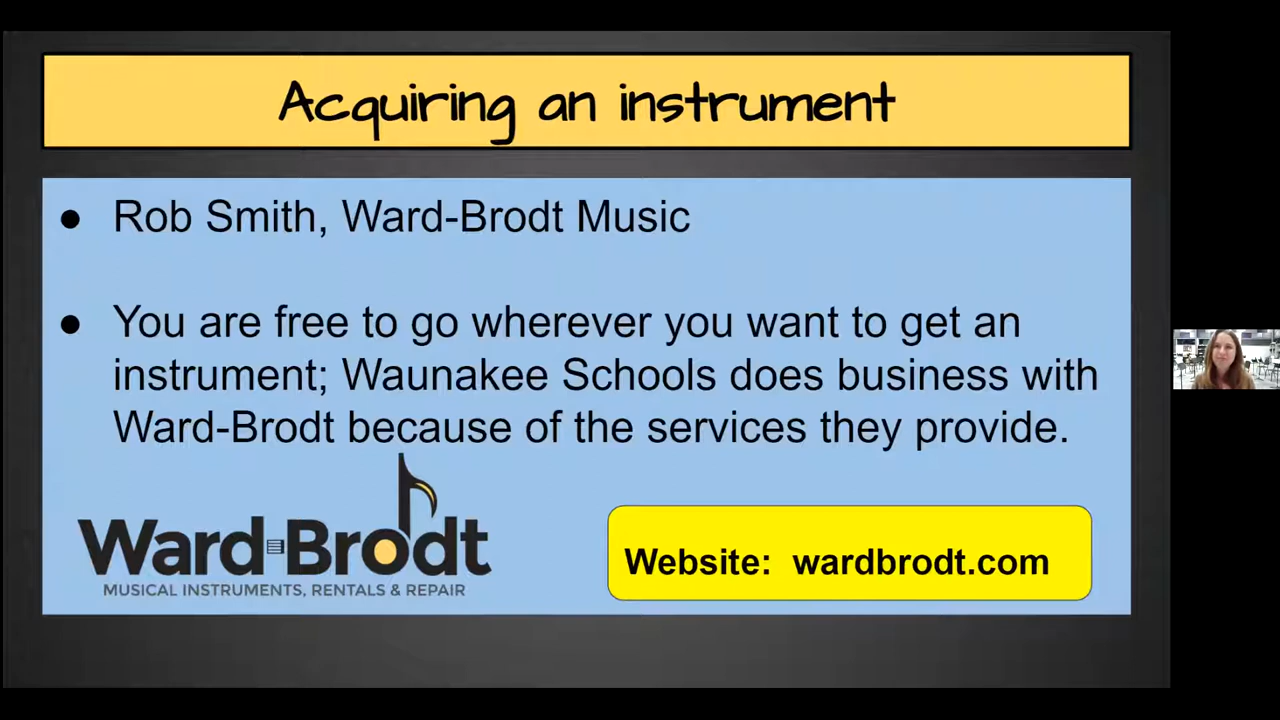 Acquiring an instrument
● Rob Smith, Ward-Brodt Music
● You are free to go wherever you want to get an
instrument; Waunakee Schools does business with
Ward-Brodt because of the services they provide.
Ward-Brodt
MUSICAL INSTRUMENTS, RENTALS & REPAIR
Website: wardbrodt.com